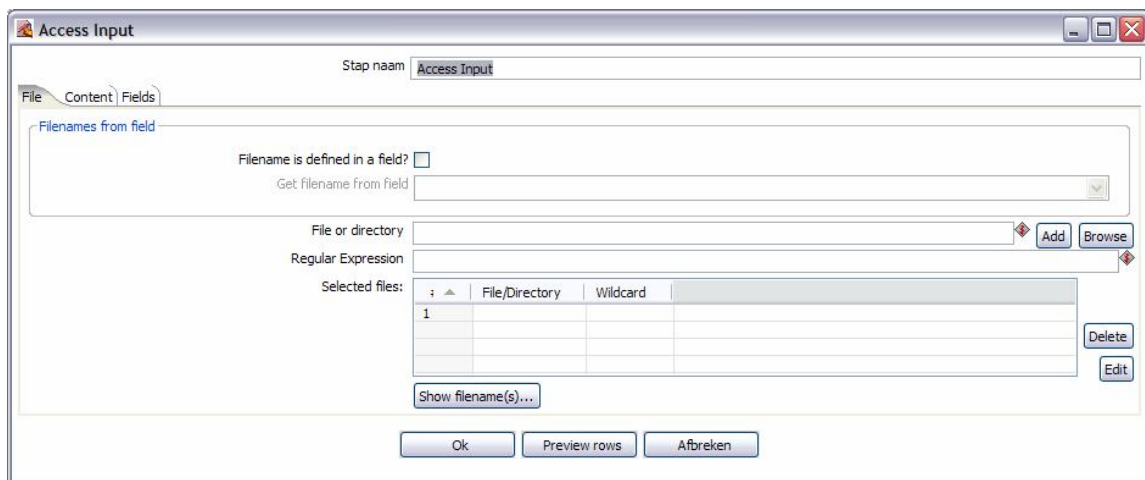 Access Input
Stap naam Access Input
File Content Fields
Filenames from field
Filename is defined in a field?
Get filename from field
File or directory Add Browse
Regular Expression
Selected files: File/Directory Wildcard
1
Delete
Edit
Show filename(s)...
Ok Preview rows Afbreken